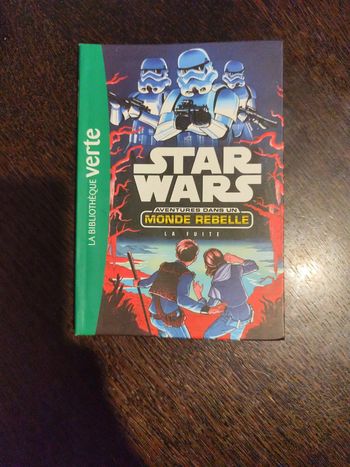 LA BIBLIOTHÈQUE verte
STAR
WARS
AVENTURES DANS UN
MONDE REBELLE
LA FUITE